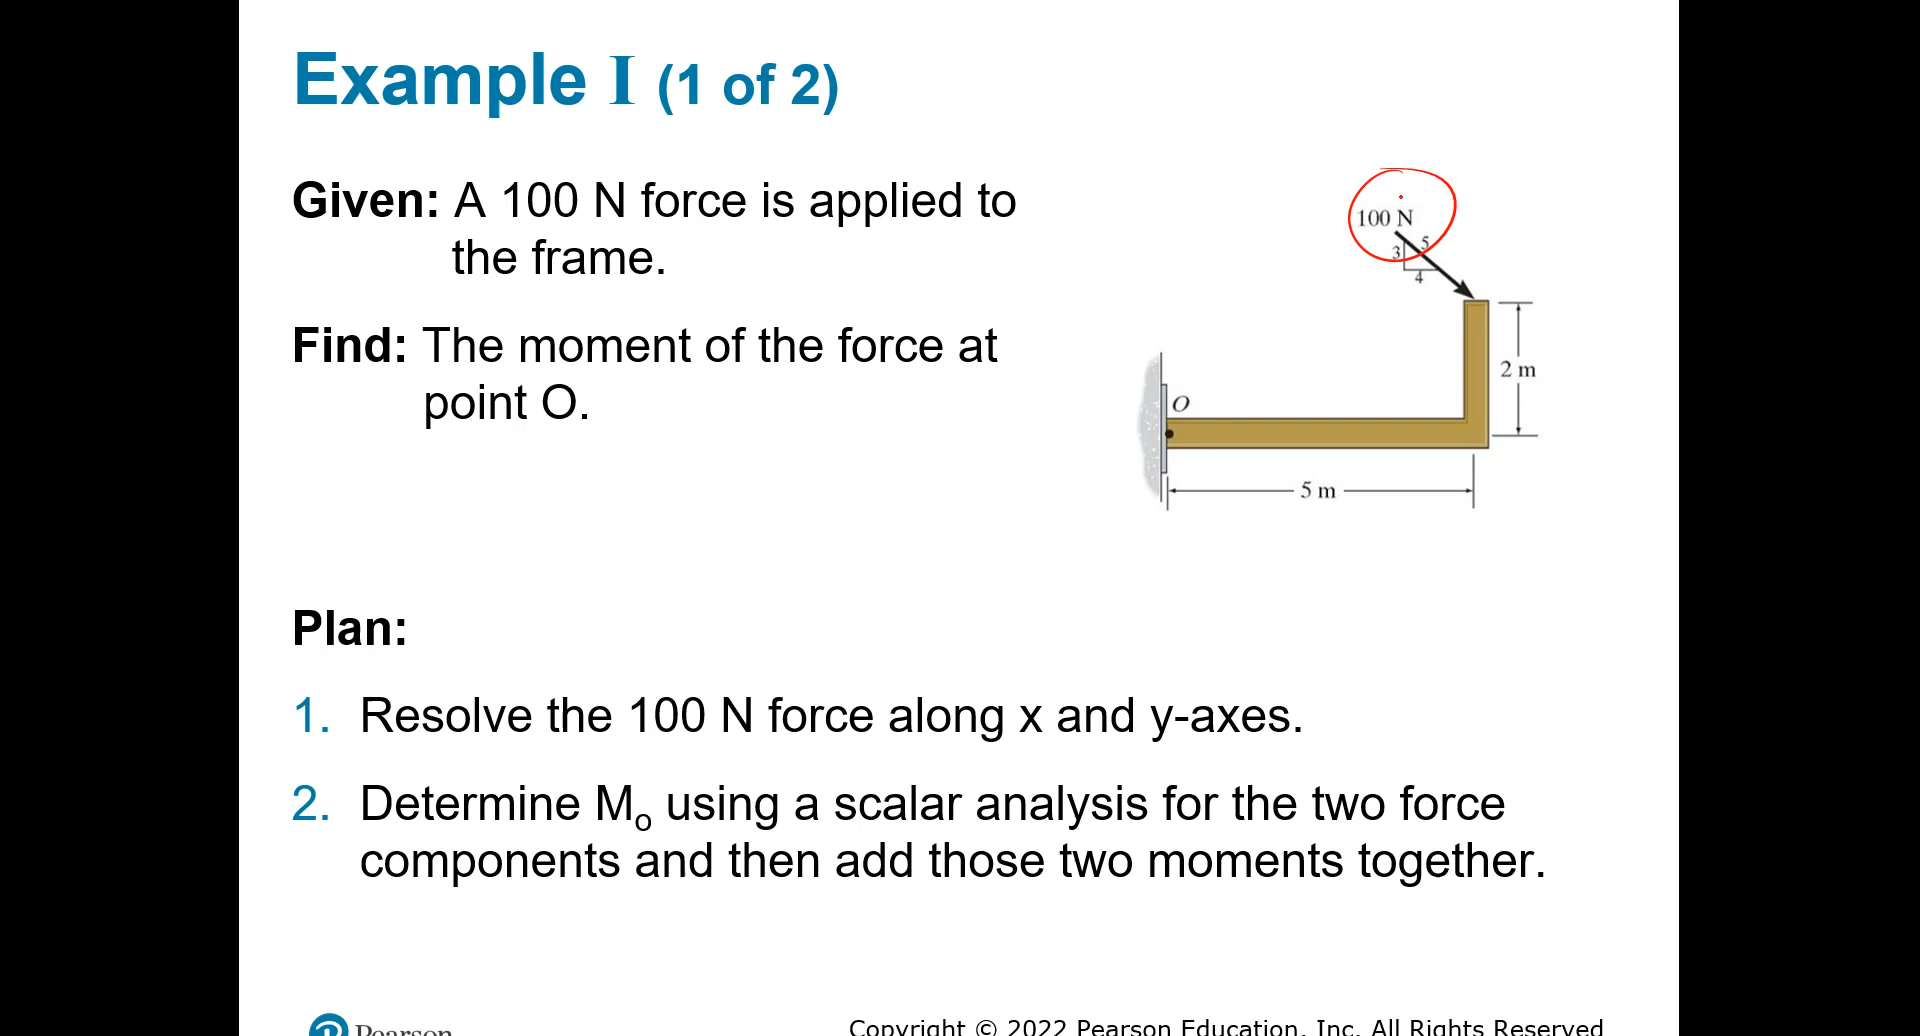 Example I (1 of 2)
Given: A 100 N force is applied to
the frame.
Find: The moment of the force at
point O.
100 N
3
5
4
2 m
O
5 m
Plan:
1. Resolve the 100 N force along x and y-axes.
2. Determine Mo using a scalar analysis for the two force
components and then add those two moments together.
Pearson
Copyright © 2022 Pearson Education, Inc. All Rights Reserved